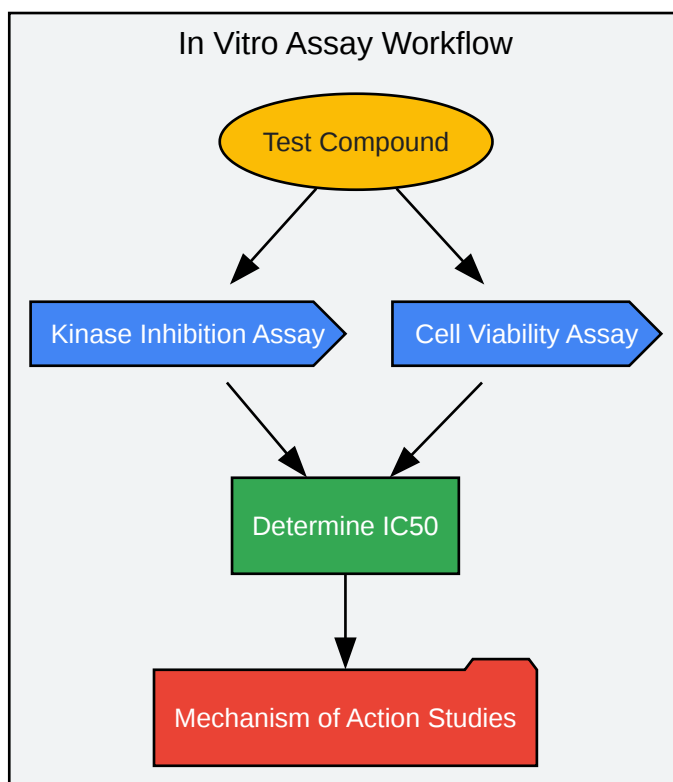 In Vitro Assay Workflow
Test Compound
Kinase Inhibition Assay
Cell Viability Assay
Determine IC50
Mechanism of Action Studies